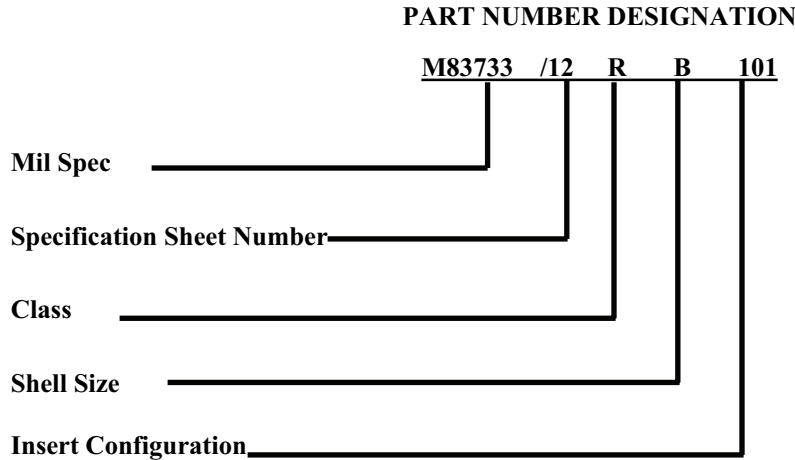 PART NUMBER DESIGNATION
M83733 /12 R B 101
Mil Spec
Specification Sheet Number
Class
Shell Size
Insert Configuration